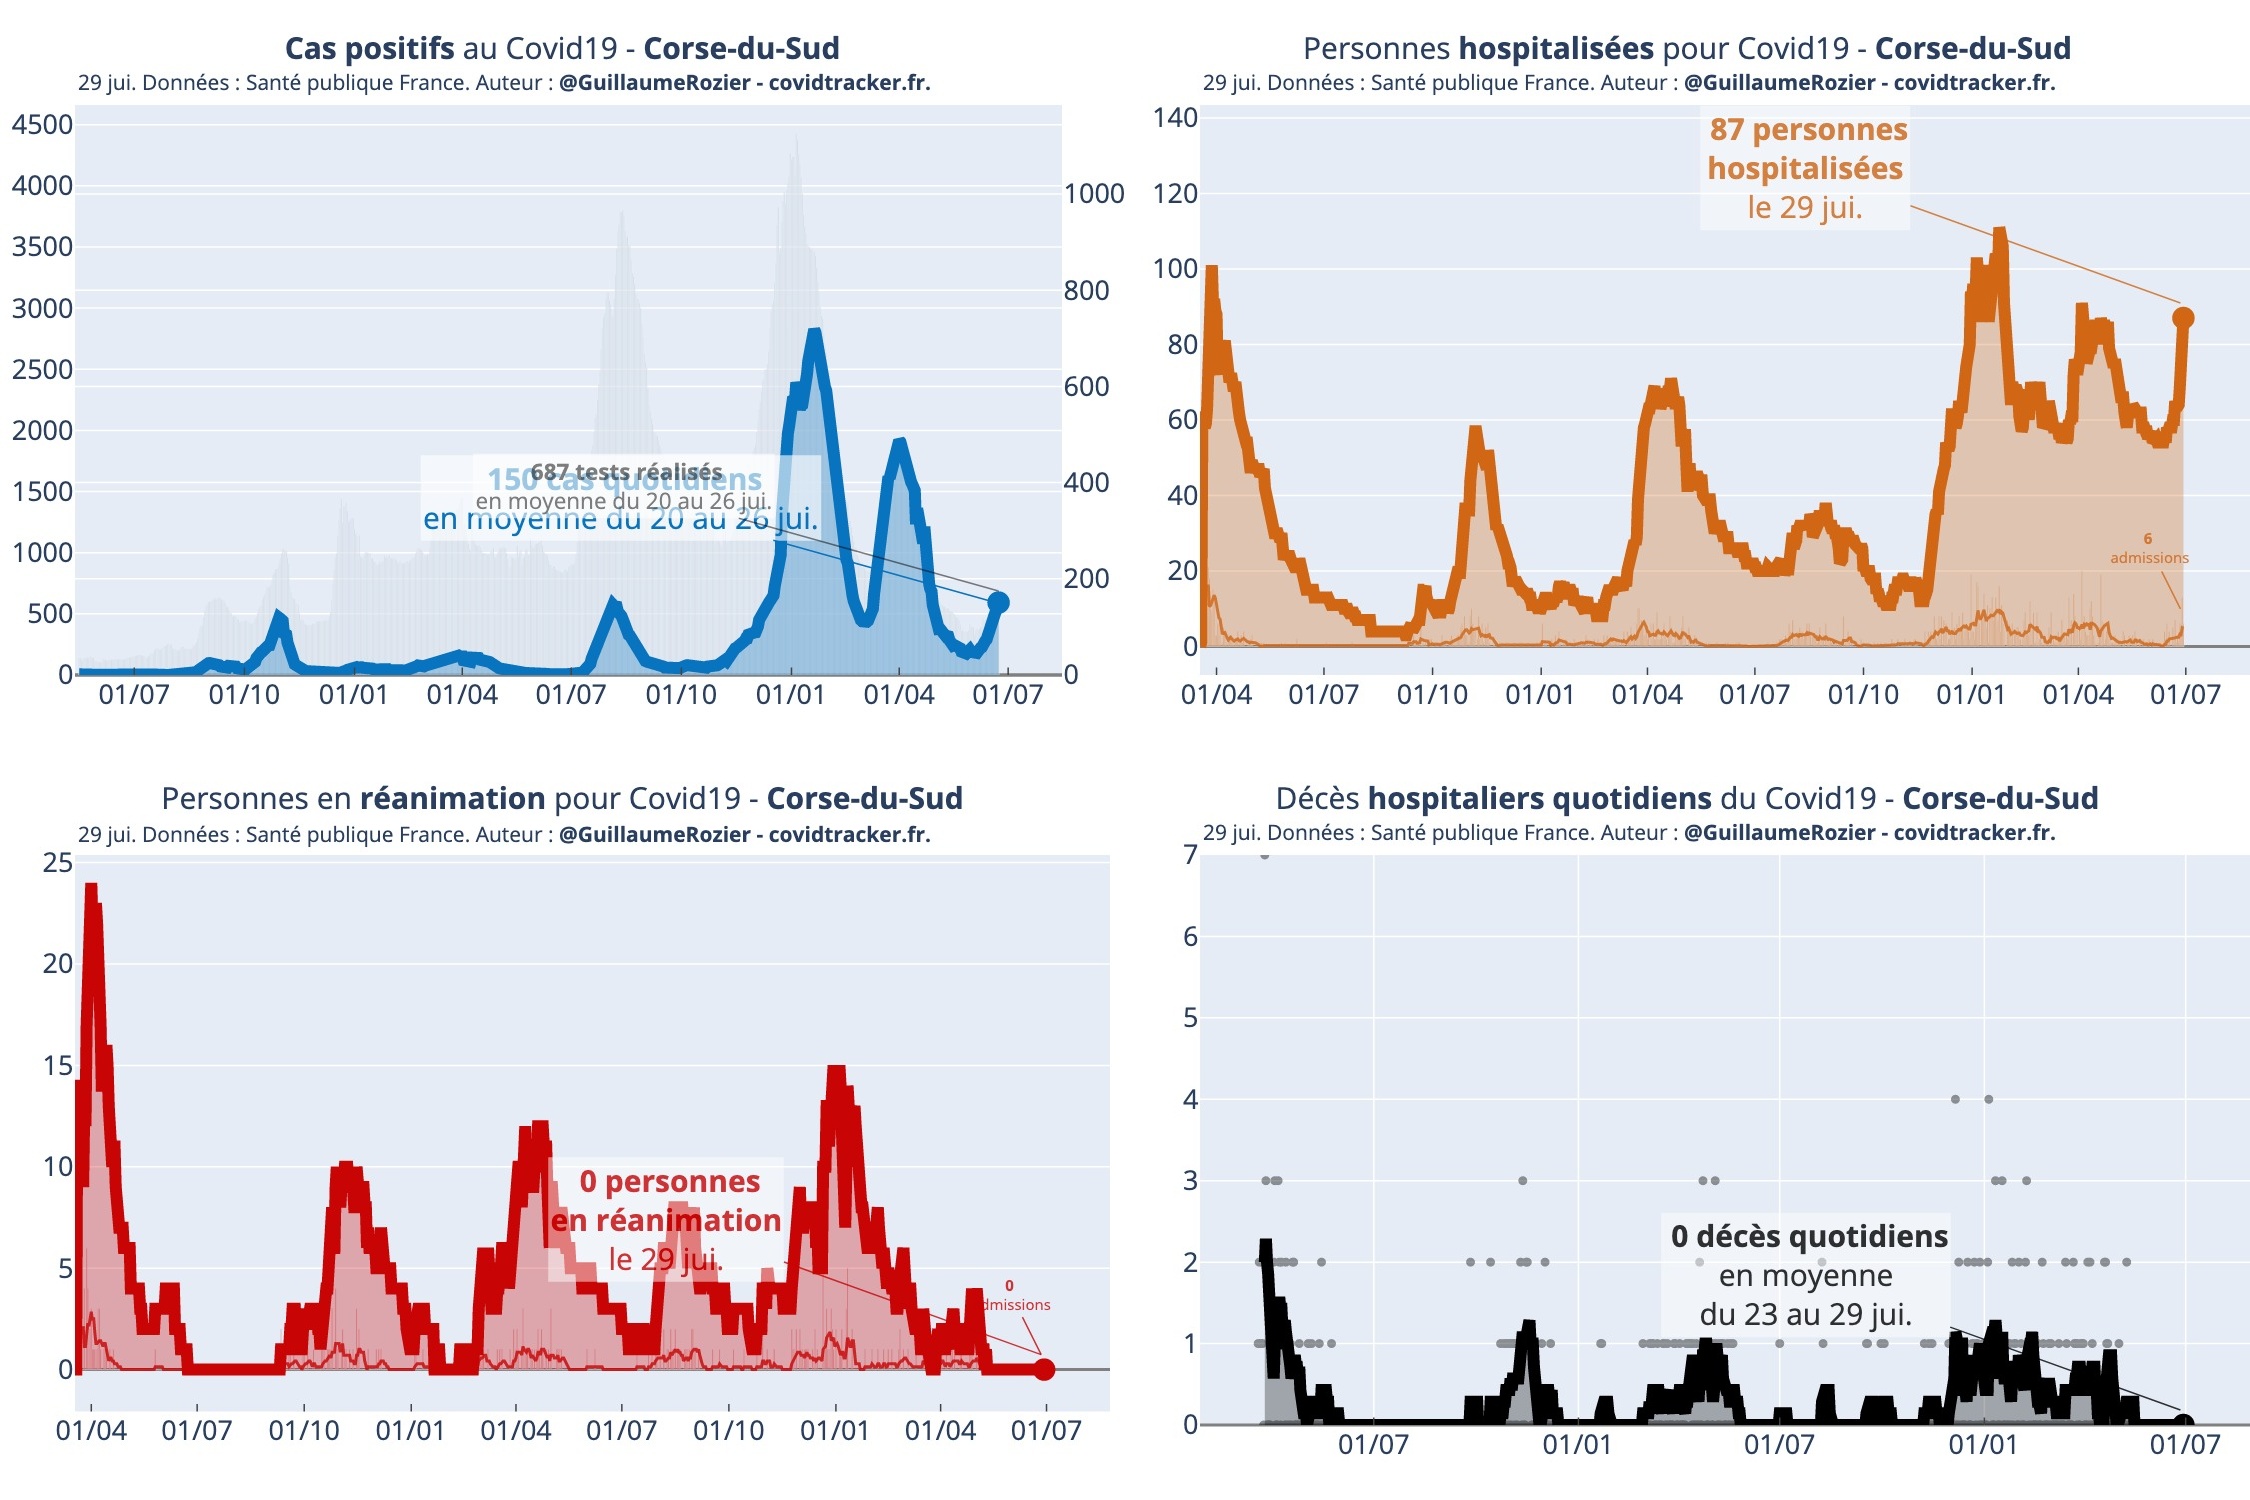 Cas positifs au Covid19 - Corse-du-Sud
29 jui. Données : Santé publique France. Auteur : @GuillaumeRozier - covidtracker.fr.
4500
4000
3500
3000
2500
2000
1500
1000
500
0
1000
800
600
400
200
0
687 tests réalisés
en moyenne du 20 au 26 jui.
150 cas quotidiens
en moyenne du 20 au 26 jui.
01/07 01/10 01/01 01/04 01/07 01/10 01/01 01/04 01/07
Personnes hospitalisées pour Covid19 - Corse-du-Sud
29 jui. Données : Santé publique France. Auteur : @GuillaumeRozier - covidtracker.fr.
140
120
100
80
60
40
20
0
87 personnes
hospitalisées
le 29 jui.
6
admissions
01/04 01/07 01/10 01/01 01/04 01/07 01/10 01/01 01/04 01/07
Personnes en réanimation pour Covid19 - Corse-du-Sud
29 jui. Données : Santé publique France. Auteur : @GuillaumeRozier - covidtracker.fr.
25
20
15
10
5
0
0 personnes
en réanimation
le 29 jui.
0
admissions
01/04 01/07 01/10 01/01 01/04 01/07 01/10 01/01 01/04 01/07
Décès hospitaliers quotidiens du Covid19 - Corse-du-Sud
29 jui. Données : Santé publique France. Auteur : @GuillaumeRozier - covidtracker.fr.
7
6
5
4
3
2
1
0
0 décès quotidiens
en moyenne
du 23 au 29 jui.
01/07 01/01 01/07 01/01 01/07